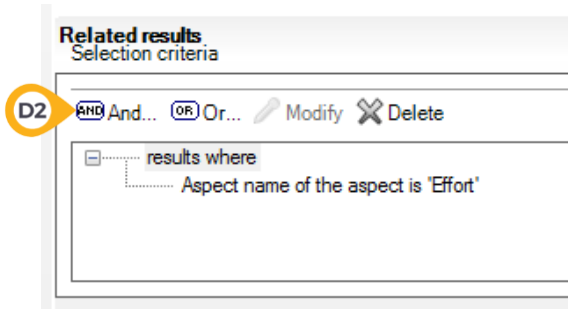 Related results
Selection criteria
D2 AND And... OR Or... Modify Delete
results where
Aspect name of the aspect is 'Effort'